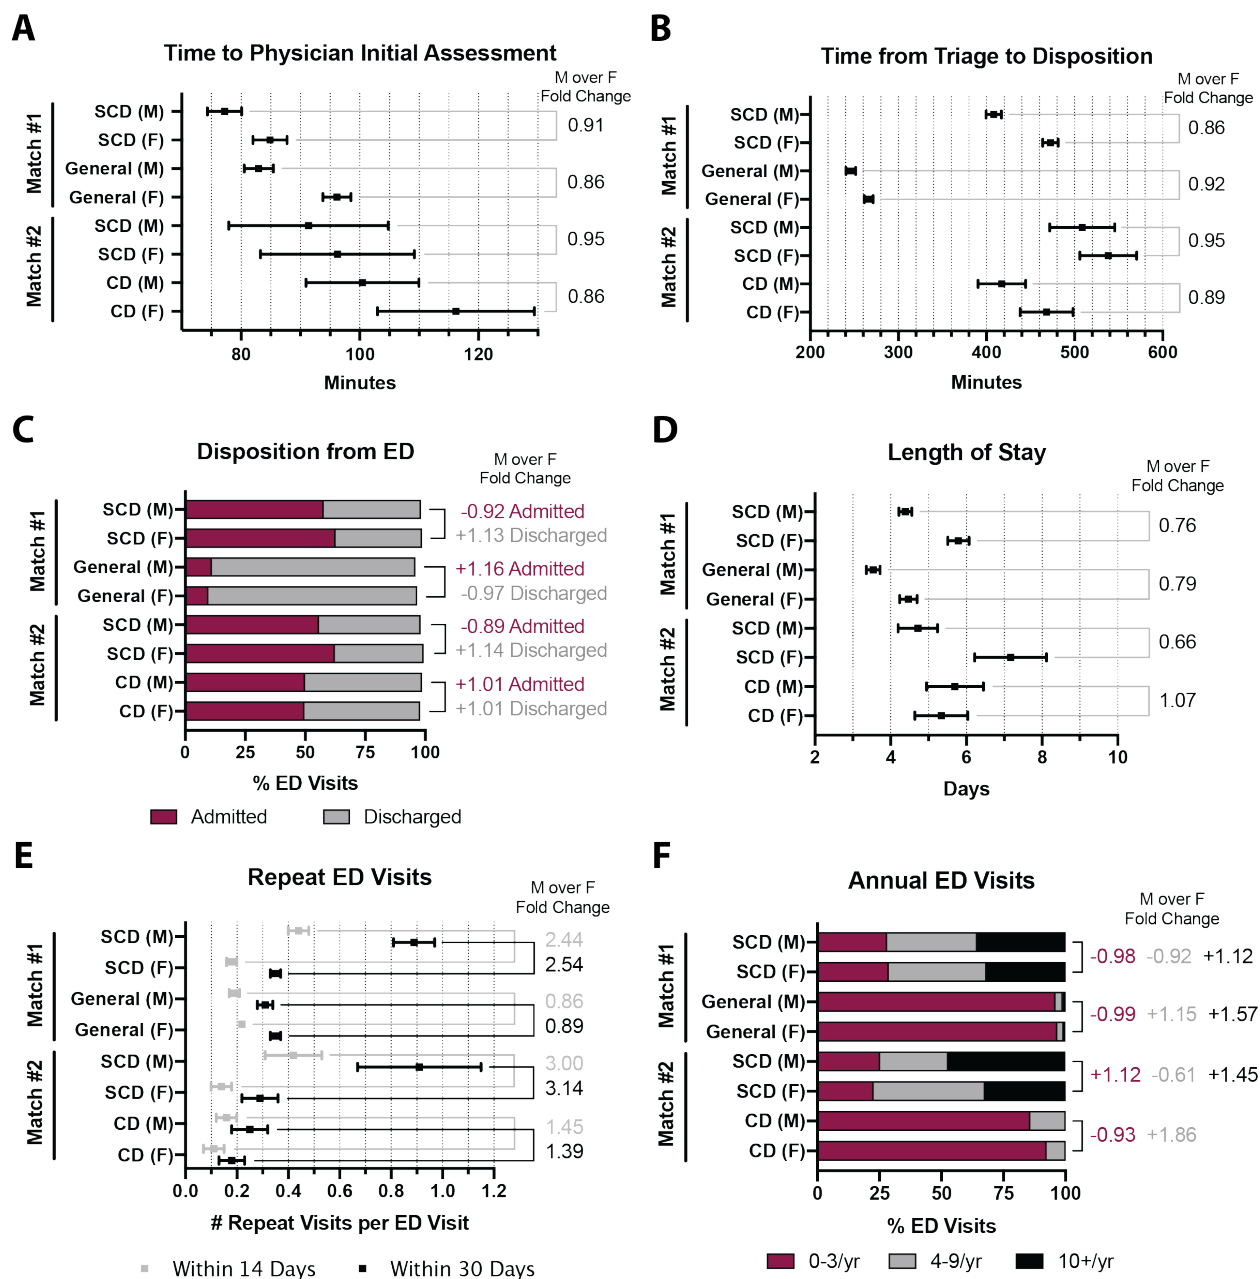 A
Time to Physician Initial Assessment
M over F
Fold Change
Match #1
SCD (M)
SCD (F)
General (M)
General (F)
Match #2
SCD (M)
SCD (F)
CD (M)
CD (F)
0.91
0.86
0.95
0.86
80 100 120
Minutes
B
Time from Triage to Disposition
M over F
Fold Change
Match #1
SCD (M)
SCD (F)
General (M)
General (F)
Match #2
SCD (M)
SCD (F)
CD (M)
CD (F)
0.86
0.92
0.95
0.89
200 300 400 500 600
Minutes
C
Disposition from ED
M over F
Fold Change
Match #1
SCD (M)
SCD (F)
General (M)
General (F)
Match #2
SCD (M)
SCD (F)
CD (M)
CD (F)
-0.92 Admitted
+1.13 Discharged
+1.16 Admitted
-0.97 Discharged
-0.89 Admitted
+1.14 Discharged
+1.01 Admitted
+1.01 Discharged
0 25 50 75 100
% ED Visits
Admitted Discharged
D
Length of Stay
M over F
Fold Change
Match #1
SCD (M)
SCD (F)
General (M)
General (F)
Match #2
SCD (M)
SCD (F)
CD (M)
CD (F)
0.76
0.79
0.66
1.07
2 4 6 8 10
Days
E
Repeat ED Visits
M over F
Fold Change
Match #1
SCD (M)
SCD (F)
General (M)
General (F)
Match #2
SCD (M)
SCD (F)
CD (M)
CD (F)
2.44
2.54
0.86
0.89
3.00
3.14
1.45
1.39
0.0 0.2 0.4 0.6 0.8 1.0 1.2
# Repeat Visits per ED Visit
Within 14 Days Within 30 Days
F
Annual ED Visits
M over F
Fold Change
Match #1
SCD (M)
SCD (F)
General (M)
General (F)
Match #2
SCD (M)
SCD (F)
CD (M)
CD (F)
-0.98 -0.92 +1.12
-0.99 +1.15 +1.57
+1.12 -0.61 +1.45
-0.93 +1.86
0 25 50 75 100
% ED Visits
0-3/yr 4-9/yr 10+/yr